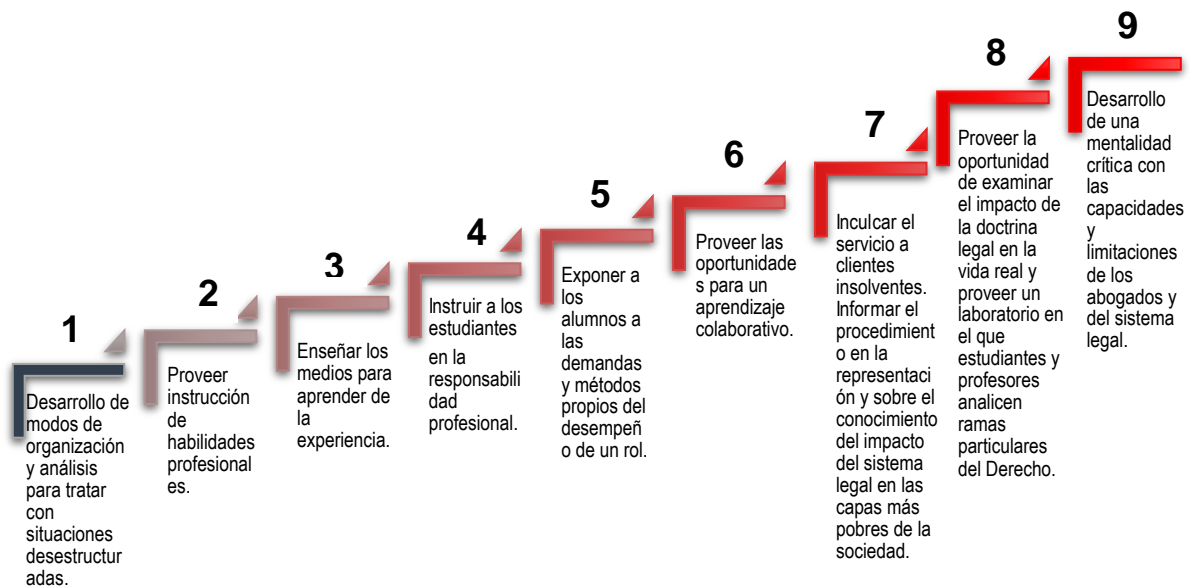 1
Desarrollo de
modos de
organización
y análisis
para tratar
con
situaciones
desestructur
adas.
2
Proveer
instrucción
de
habilidades
profesional
es.
3
Enseñar los
medios para
aprender de
la
experiencia.
4
Instruir a los
estudiantes
en la
responsabili
dad
profesional.
5
Exponer a
los
alumnos a
las
demandas
y métodos
propios del
desempeñ
o de un rol.
6
Proveer las
oportunidade
s para un
aprendizaje
colaborativo.
7
Inculcar el
servicio a
clientes
insolventes.
Informar el
procedimient
o en la
representaci
ón y sobre el
conocimiento
del impacto
del sistema
legal en las
capas más
pobres de la
sociedad.
8
Proveer la
oportunidad
de examinar
el impacto de
la doctrina
legal en la
vida real y
proveer un
laboratorio en
el que
estudiantes y
profesores
analicen
ramas
particulares
del Derecho.
9
Desarrollo
de una
mentalidad
crítica con
las
capacidades
y
limitaciones
de los
abogados y
del sistema
legal.